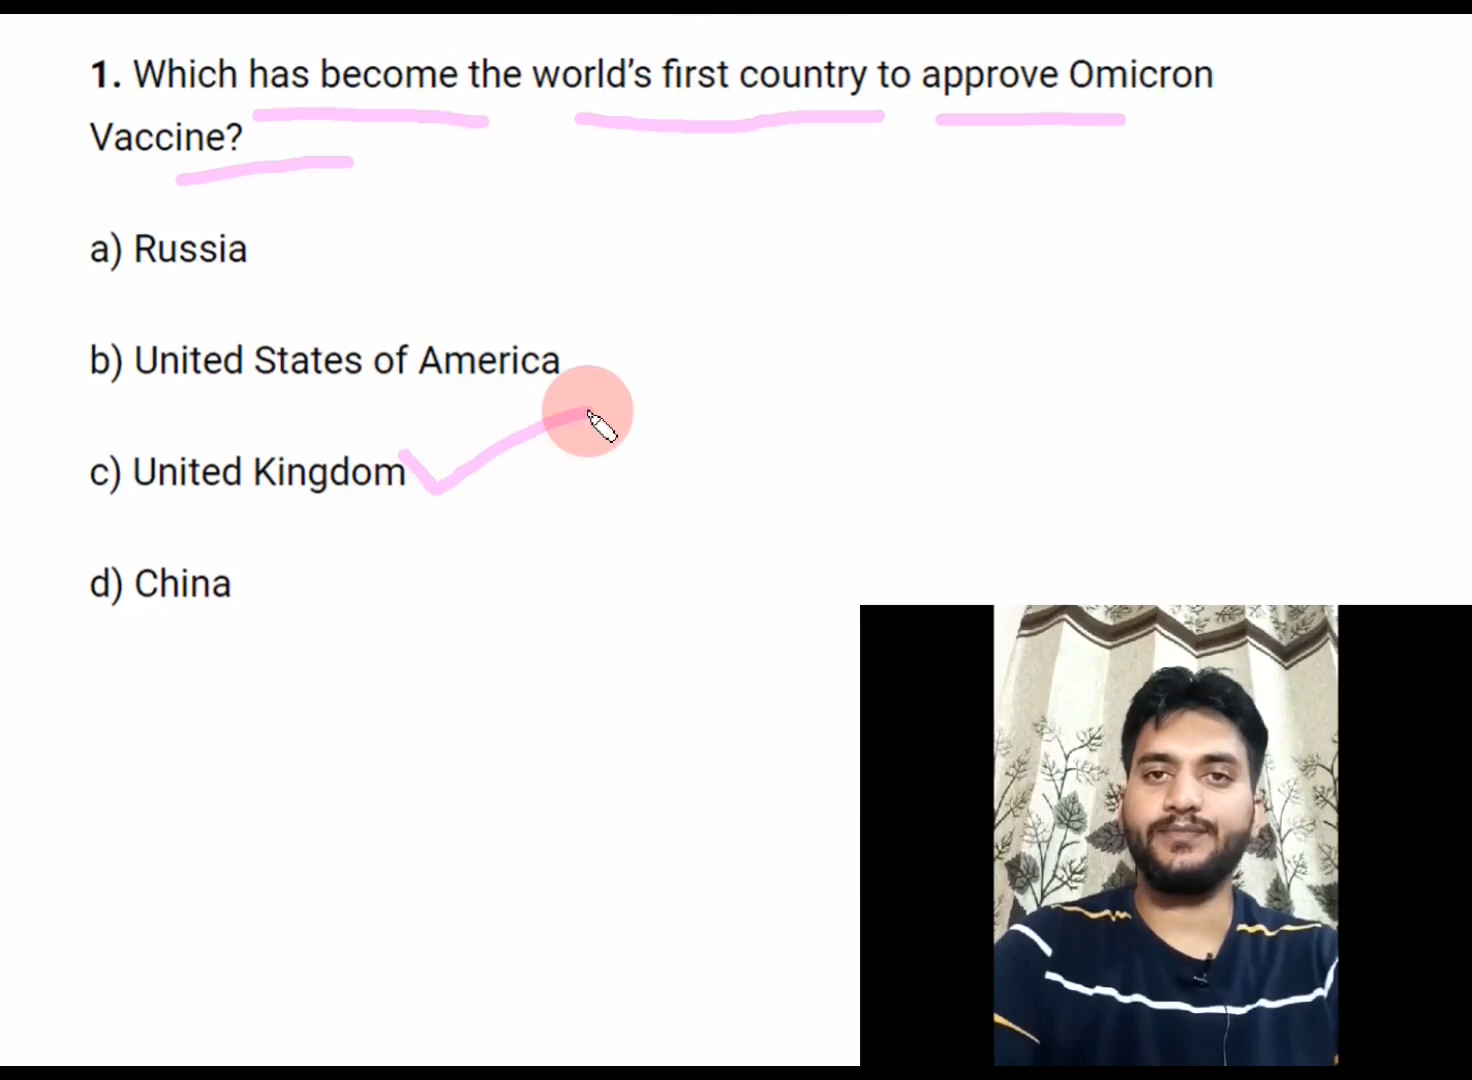 1. Which has become the world’s first country to approve Omicron
Vaccine?
a) Russia
b) United States of America
c) United Kingdom
d) China